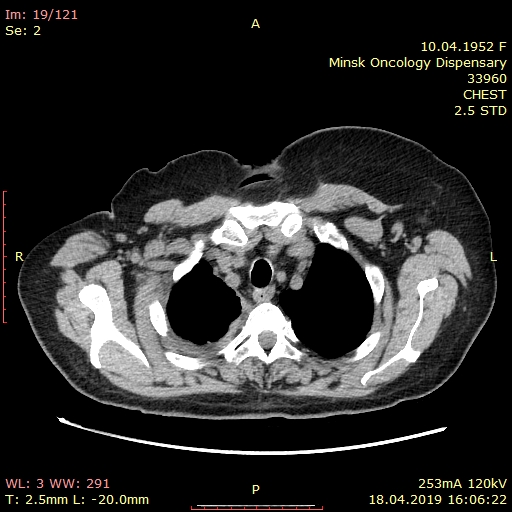 Im: 19/121
Se: 2
A
10.04.1952 F
Minsk Oncology Dispensary
33960
CHEST
2.5 STD
R
L
WL: 3 WW: 291
T: 2.5mm L: -20.0mm
P
253mA 120kV
18.04.2019 16:06:22